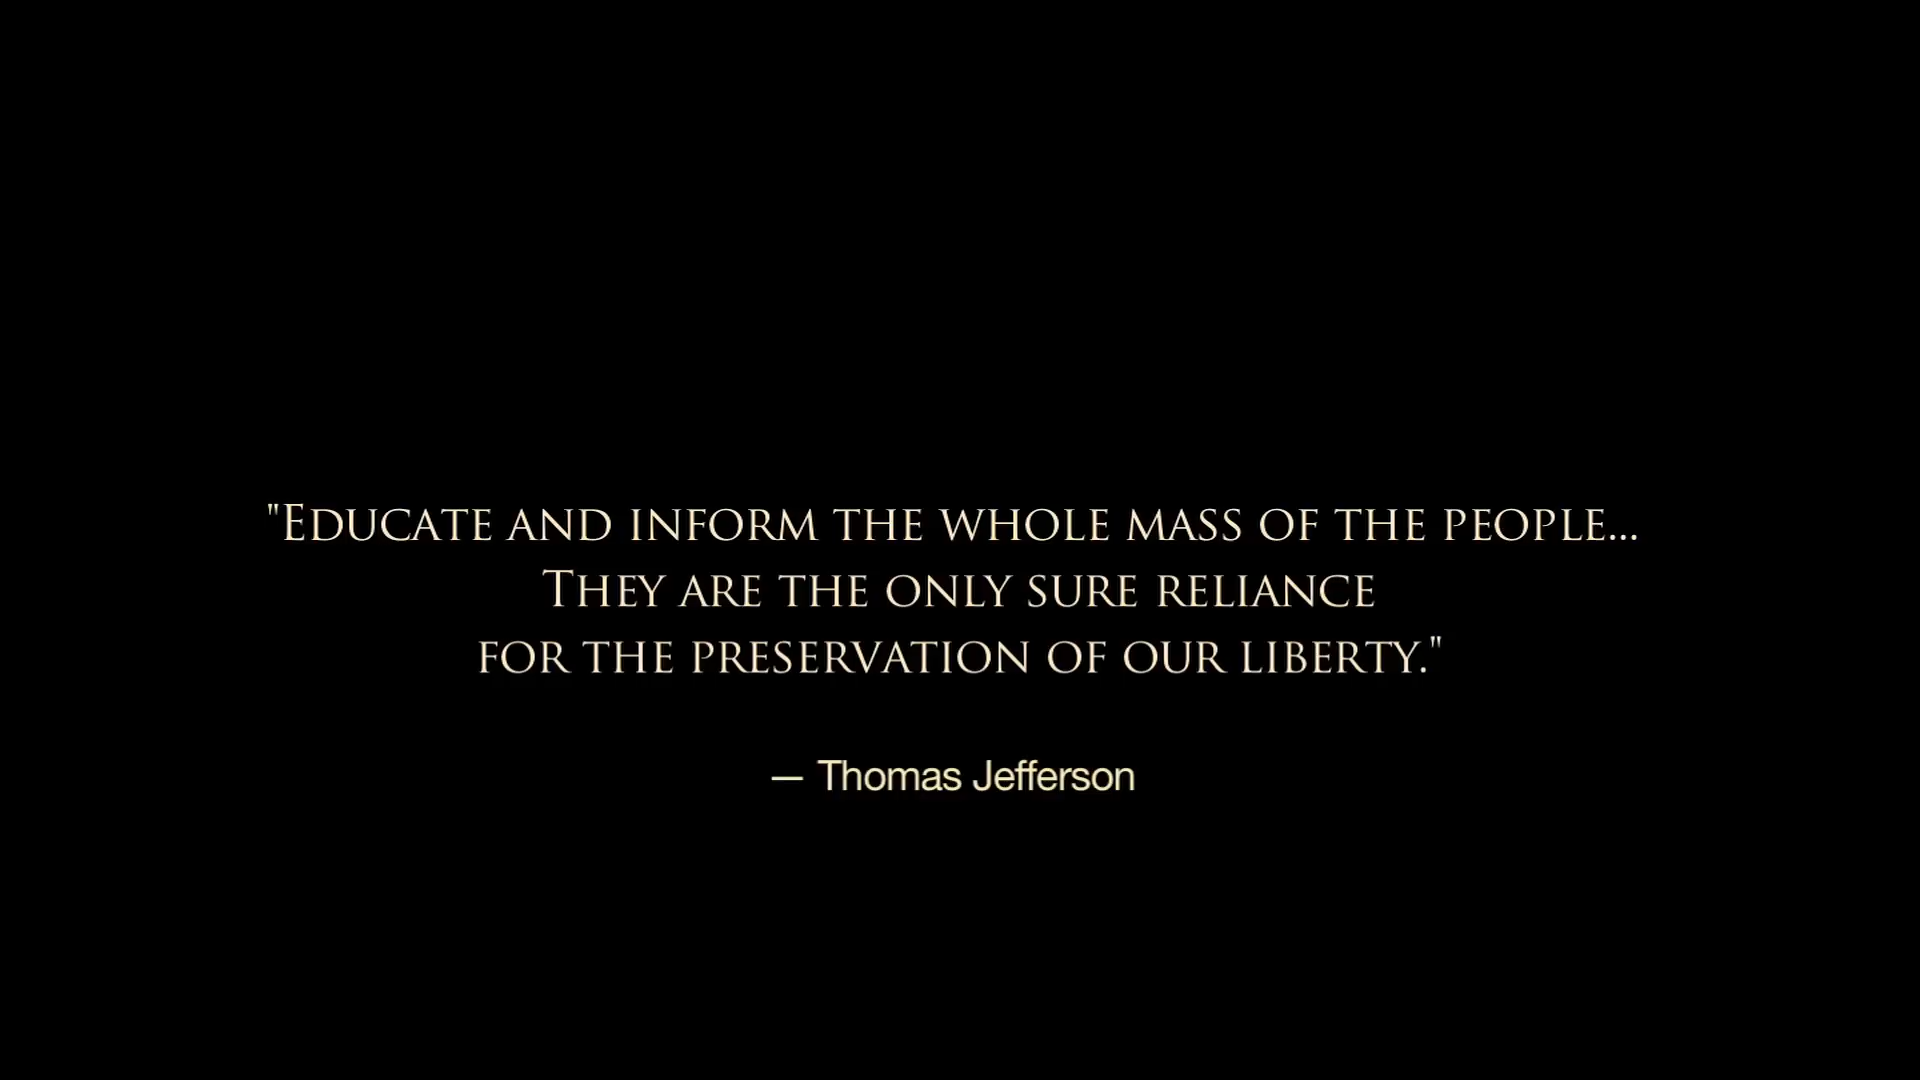 "Educate and inform the whole mass of the people...
They are the only sure reliance
for the preservation of our liberty."
— Thomas Jefferson